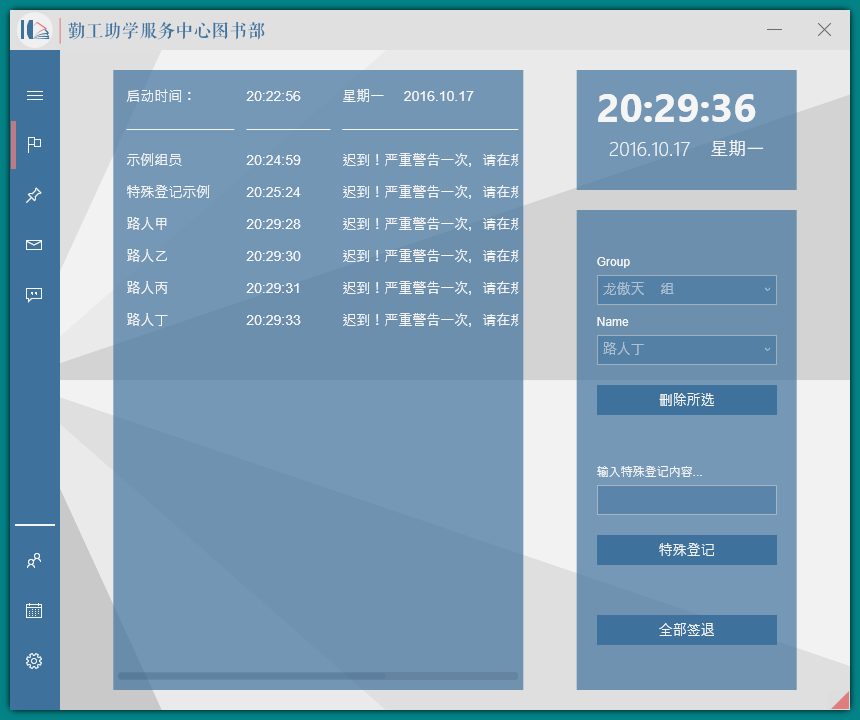 勤工助学服务中心图书部
启动时间： 20:22:56 星期一 2016.10.17
示例组员 20:24:59 迟到！严重警告一次，请在规
特殊登记示例 20:25:24 迟到！严重警告一次，请在规
路人甲 20:29:28 迟到！严重警告一次，请在规
路人乙 20:29:30 迟到！严重警告一次，请在规
路人丙 20:29:31 迟到！严重警告一次，请在规
路人丁 20:29:33 迟到！严重警告一次，请在规
20:29:36
2016.10.17 星期一
Group
龙傲天 组
Name
路人丁
删除所选
输入特殊登记内容...
特殊登记
全部签退